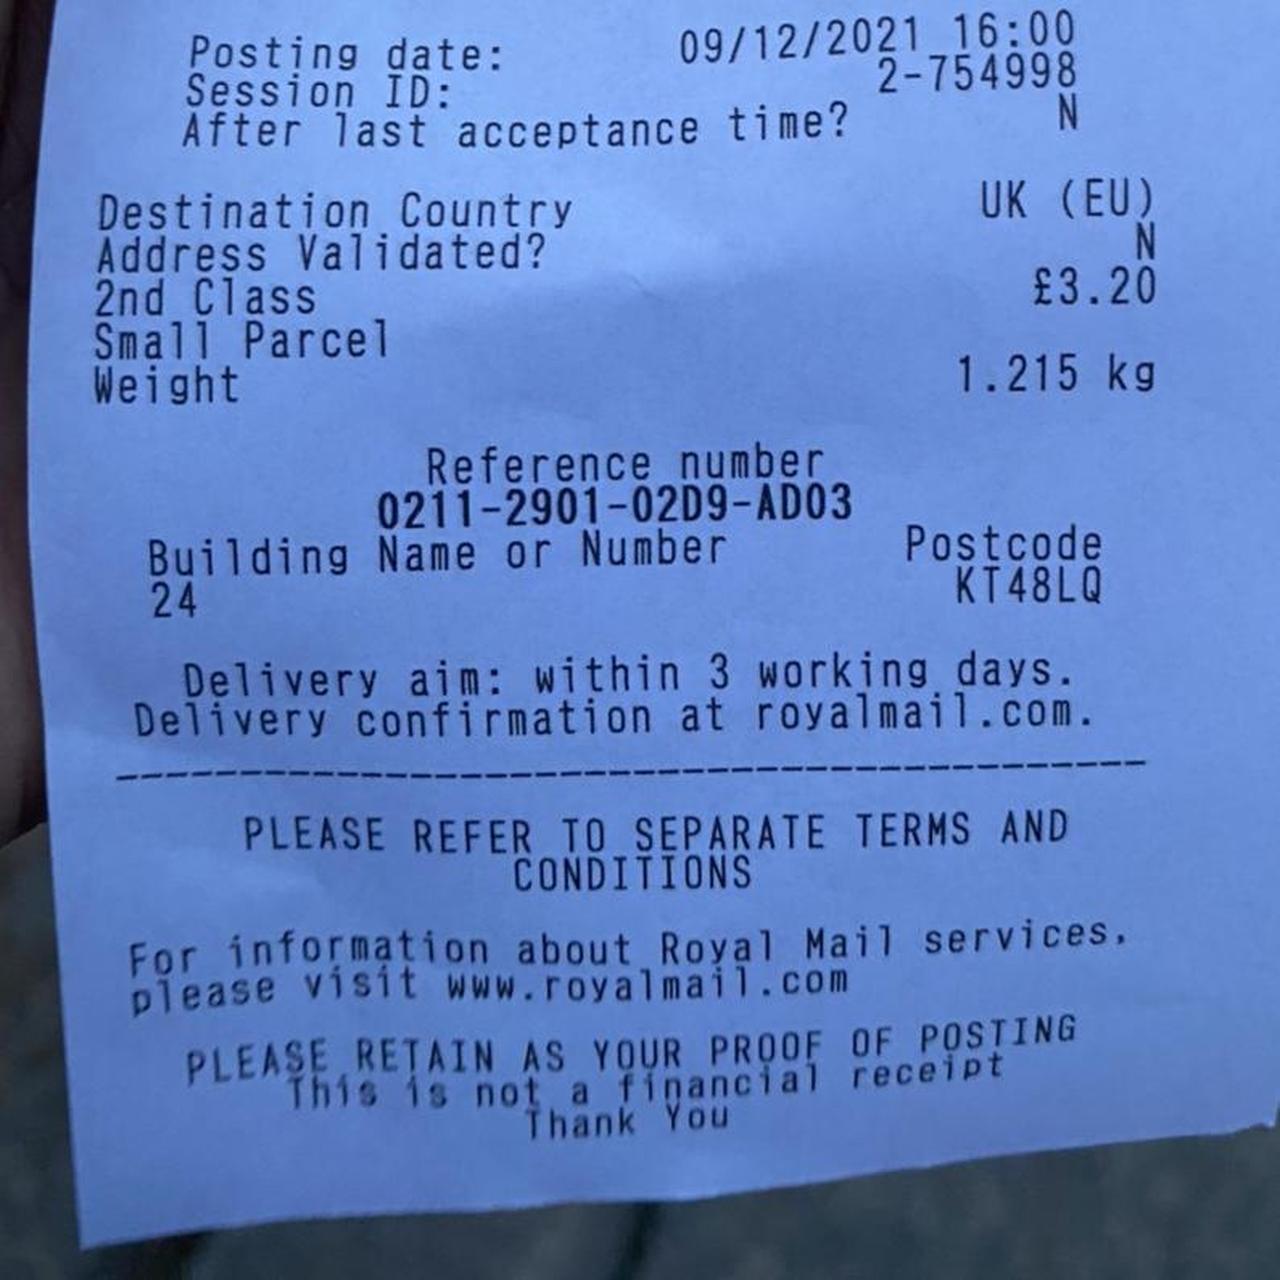 Posting date: 09/12/2021 16:00
Session ID: 2-754998
After last acceptance time? N
Destination Country UK (EU)
Address Validated? N
2nd Class £3.20
Small Parcel
Weight 1.215 kg
Reference number
0211-2901-02D9-AD03
Building Name or Number Postcode
24 KT48LQ
Delivery aim: within 3 working days.
Delivery confirmation at royalmail.com.
PLEASE REFER TO SEPARATE TERMS AND
CONDITIONS
For information about Royal Mail services,
please visit www.royalmail.com
PLEASE RETAIN AS YOUR PROOF OF POSTING
This is not a financial receipt
Thank You